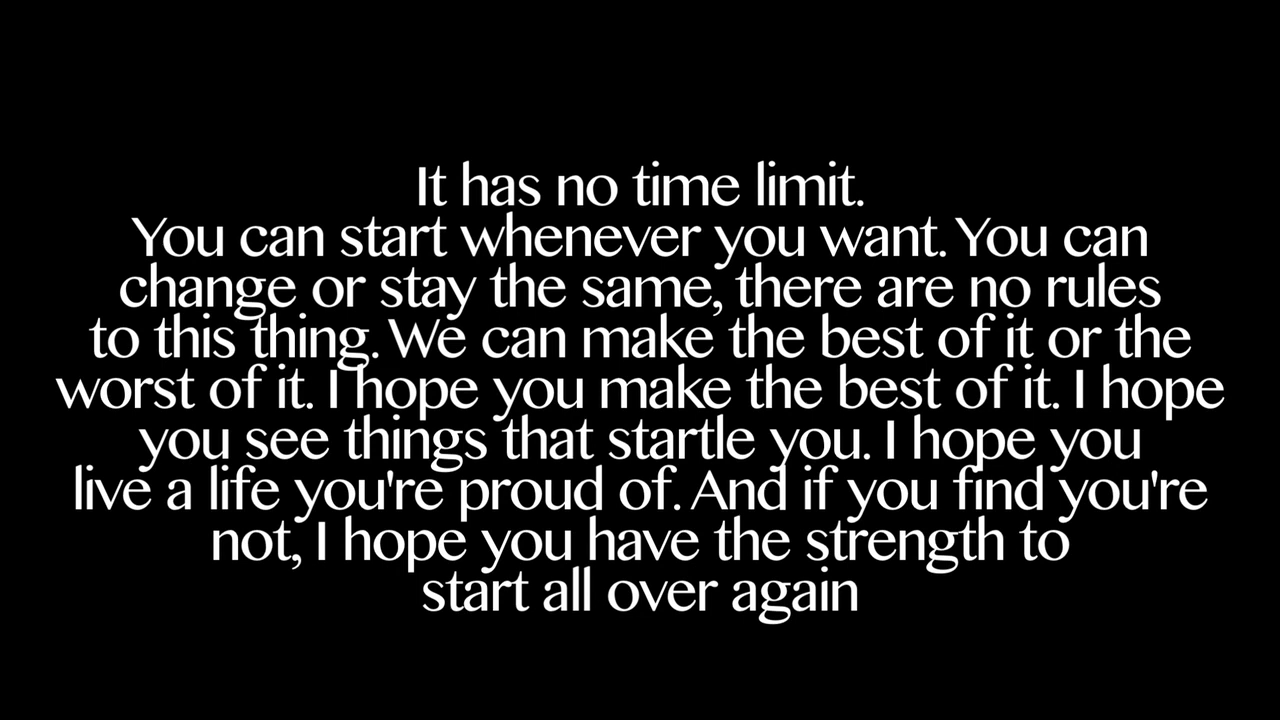 It has no time limit.
You can start whenever you want. You can
change or stay the same, there are no rules
to this thing. We can make the best of it or the
worst of it. I hope you make the best of it. I hope
you see things that startle you. I hope you
live a life you're proud of. And if you find you're
not, I hope you have the strength to
start all over again